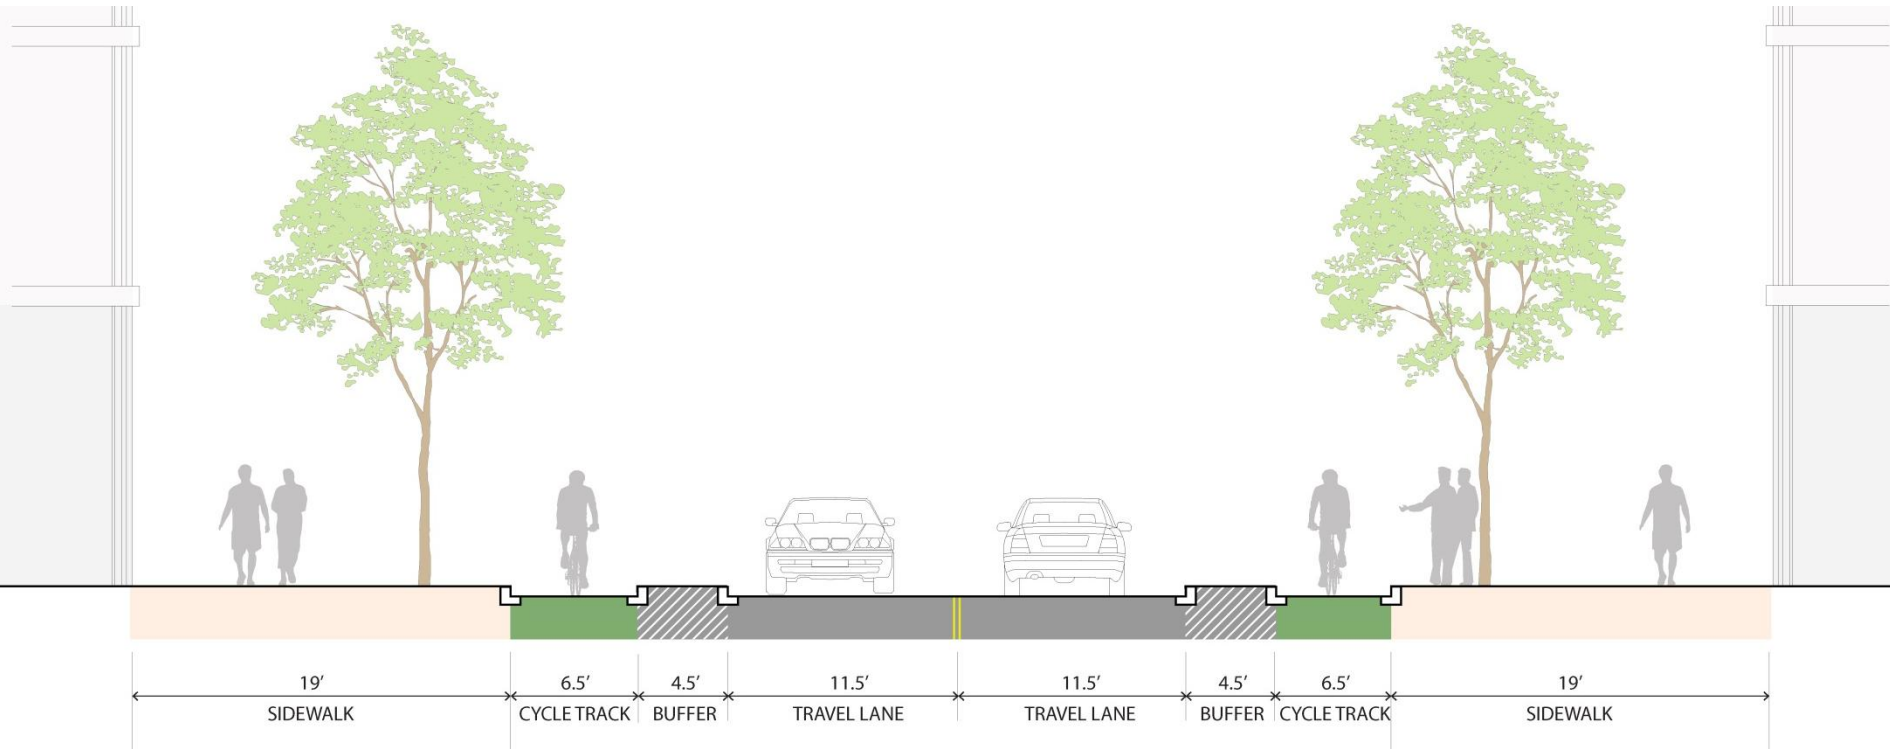 19’ 6.5’ 4.5’ 11.5’ 11.5’ 4.5’ 6.5’ 19’
SIDEWALK CYCLE TRACK BUFFER TRAVEL LANE TRAVEL LANE BUFFER CYCLE TRACK SIDEWALK